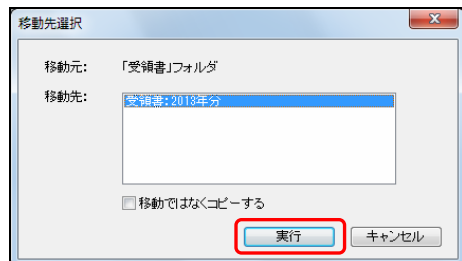 移動先選択
移動元: 「受領書」フォルダ
移動先:
受領書:2013年分
移動ではなくコピーする
実行 キャンセル